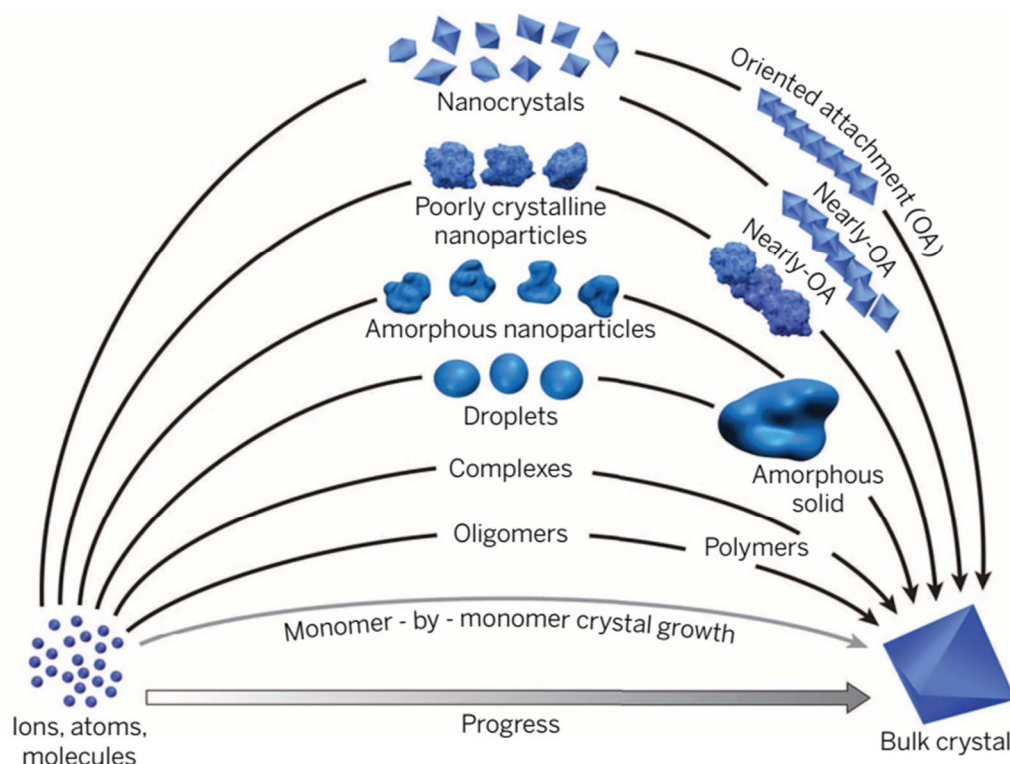 Nanocrystals
Oriented attachment (OA)
Poorly crystalline
nanoparticles
Nearly-OA
Nearly-OA
Amorphous nanoparticles
Droplets
Amorphous
solid
Complexes
Oligomers
Polymers
Monomer - by - monomer crystal growth
Progress
Ions, atoms,
molecules
Bulk crystal